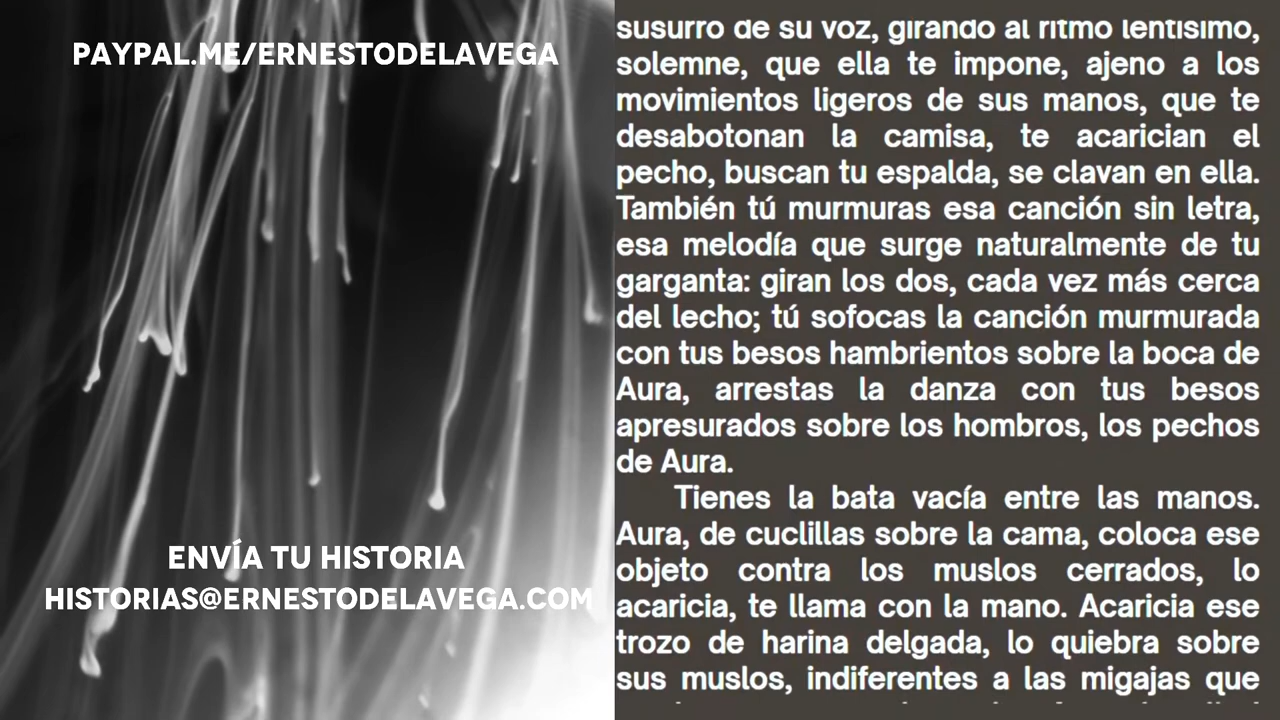 PAYPAL.ME/ERNESTODELAVEGA
ENVÍA TU HISTORIA
HISTORIAS@ERNESTODELAVEGA.COM
susurro de su voz, girando al ritmo lentísimo,
solemne, que ella te impone, ajeno a los
movimientos ligeros de sus manos, que te
desabotonan la camisa, te acarician el
pecho, buscan tu espalda, se clavan en ella.
También tú murmuras esa canción sin letra,
esa melodía que surge naturalmente de tu
garganta: giran los dos, cada vez más cerca
del lecho; tú sofocas la canción murmurada
con tus besos hambrientos sobre la boca de
Aura, arrestas la danza con tus besos
apresurados sobre los hombros, los pechos
de Aura.
Tienes la bata vacía entre las manos.
Aura, de cuclillas sobre la cama, coloca ese
objeto contra los muslos cerrados, lo
acaricia, te llama con la mano. Acaricia ese
trozo de harina delgada, lo quiebra sobre
sus muslos, indiferentes a las migajas que